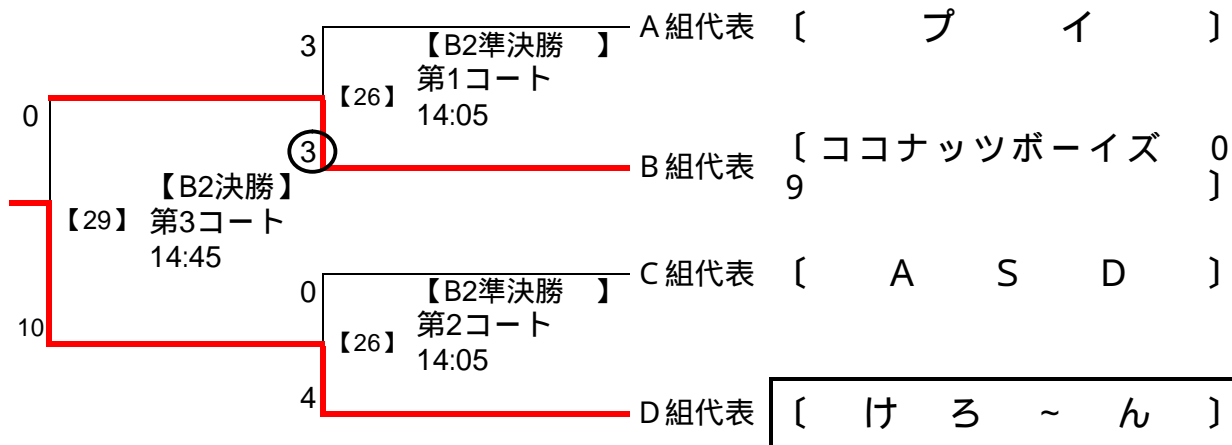 A組代表 〔 プ イ 〕
3
【B2準決勝 】
第1コート
【26】
14:05
0
③
B組代表 〔ココナッツボーイズ 0
9 〕
【B2決勝】
【29】 第3コート
14:45
C組代表 〔 A S D 〕
0
【B2準決勝 】
第2コート
10
【26】
14:05
4
D組代表 〔 け ろ ~ ん 〕